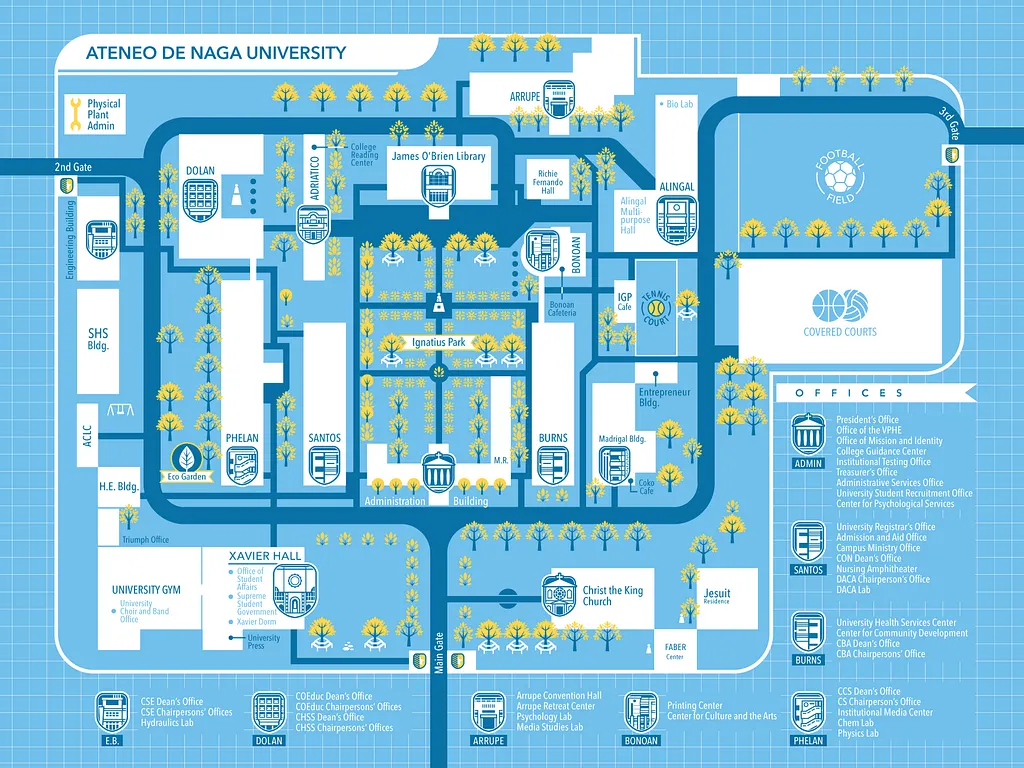 ATENEO DE NAGA UNIVERSITY
Physical
Plant
Admin
ARRUPE
Bio Lab
3rd Gate
2nd Gate
DOLAN
ADRIATICO
College
Reading
Center
James O'Brien Library
Richie
Fernando
Hall
ALINGAL
Alingal
Multi-
purpose
Hall
FOOTBALL
FIELD
Engineering Building
BONOAN
Bonoan
Cafeteria
IGP
Cafe
TENNIS
COURT
COVERED COURTS
SHS
Bldg.
Ignatius Park
Entrepreneur
Bldg.
ACLC
PHELAN
SANTOS
M.R.
BURNS
Madrigal Bldg.
Coko
Cafe
Eco Garden
H.E. Bldg.
Administration Building
Triumph Office
XAVIER HALL
Office of
Student
Affairs
Supreme
Student
Government
Xavier Dorm
University
Press
UNIVERSITY GYM
University
Choir and Band
Office
Christ the King
Church
Jesuit
Residence
FABER
Center
Main Gate
OFFICES
ADMIN
President's Office
Office of the VPHE
Office of Mission and Identity
College Guidance Center
Institutional Testing Office
Treasurer's Office
Administrative Services Office
University Student Recruitment Office
Center for Psychological Services
SANTOS
University Registrar's Office
Admission and Aid Office
Campus Ministry Office
CON Dean's Office
Nursing Amphitheater
DACA Chairperson's Office
DACA Lab
BURNS
University Health Services Center
Center for Community Development
CBA Dean's Office
CBA Chairpersons' Office
E.B.
CSE Dean's Office
CSE Chairpersons' Offices
Hydraulics Lab
DOLAN
COEduc Dean's Office
COEduc Chairpersons' Offices
CHSS Dean's Office
CHSS Chairpersons' Offices
ARRUPE
Arrupe Convention Hall
Arrupe Retreat Center
Psychology Lab
Media Studies Lab
BONOAN
Printing Center
Center for Culture and the Arts
PHELAN
CCS Dean's Office
CS Chairperson's Office
Institutional Media Center
Chem Lab
Physics Lab